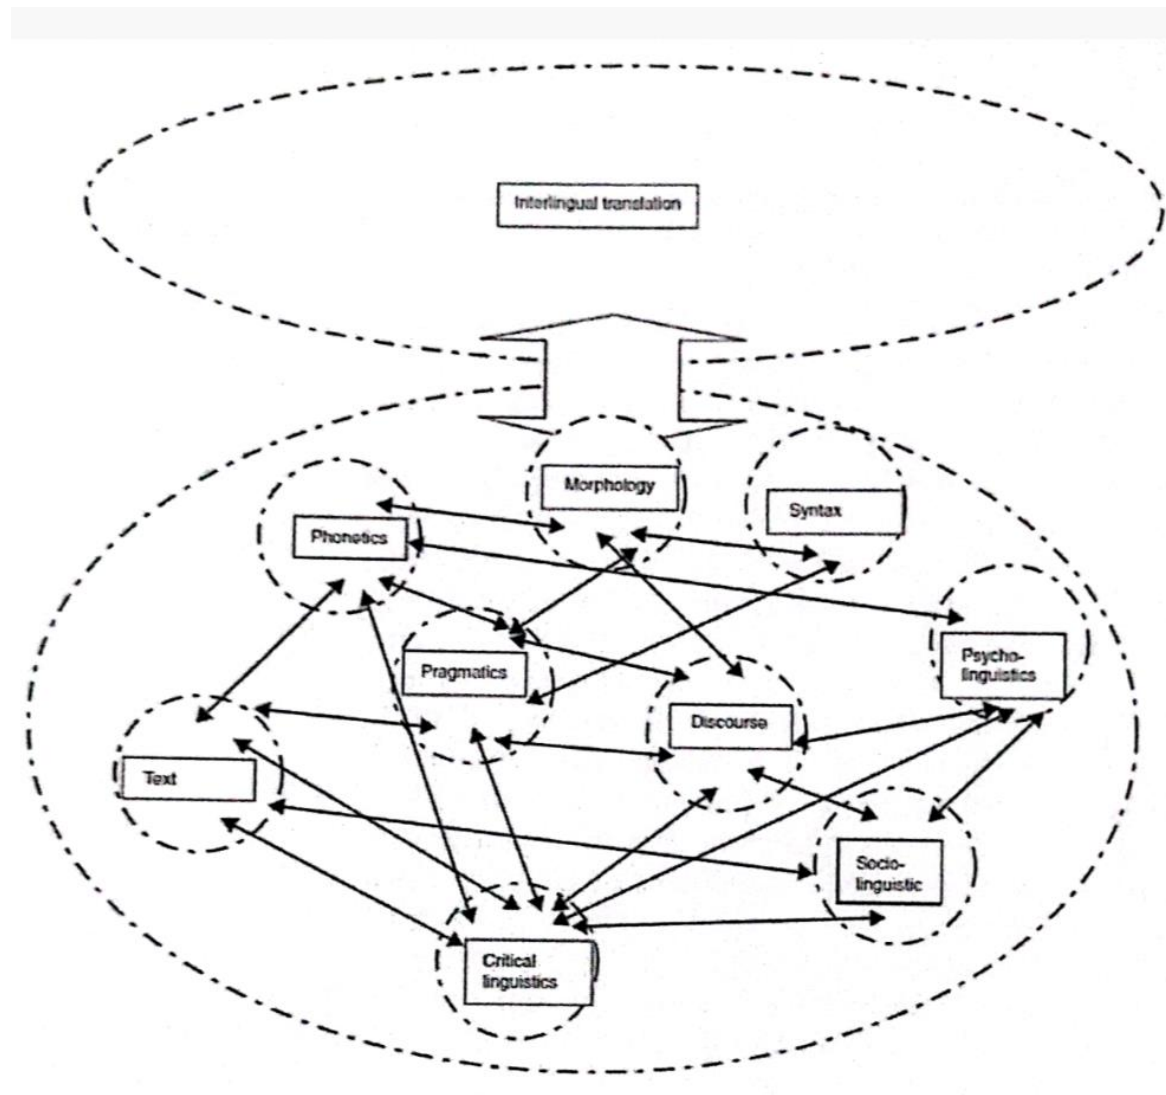 Interlingual translation
Morphology
Syntax
Phonetics
Psycho-
linguistics
Pragmatics
Discourse
Text
Socio-
linguistic
Critical
linguistics